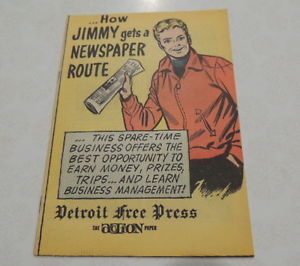 ...How
JIMMY gets a
NEWSPAPER
ROUTE
...THIS SPARE-TIME
BUSINESS OFFERS THE
BEST OPPORTUNITY TO
EARN MONEY, PRIZES,
TRIPS...AND LEARN
BUSINESS MANAGEMENT!
Detroit Free Press
THE action PAPER